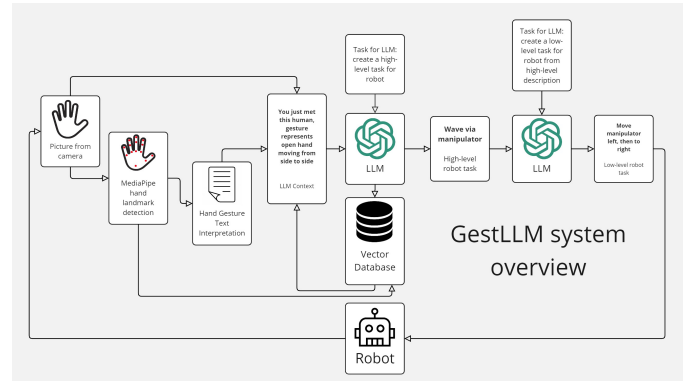 Task for LLM:
create a high-
level task for
robot
Task for LLM:
create a low-
level task for
robot from
high-level
description
Picture from
camera
MediaPipe
hand
landmark
detection
Hand Gesture
Text
Interpretation
You just met
this human,
gesture
represents
open hand
moving from
side to side
LLM Context
LLM
Wave via
manipulator
High-level
robot task
LLM
Move
manipulator
left, then to
right
Low-level robot
task
Vector
Database
GestLLM system
overview
Robot